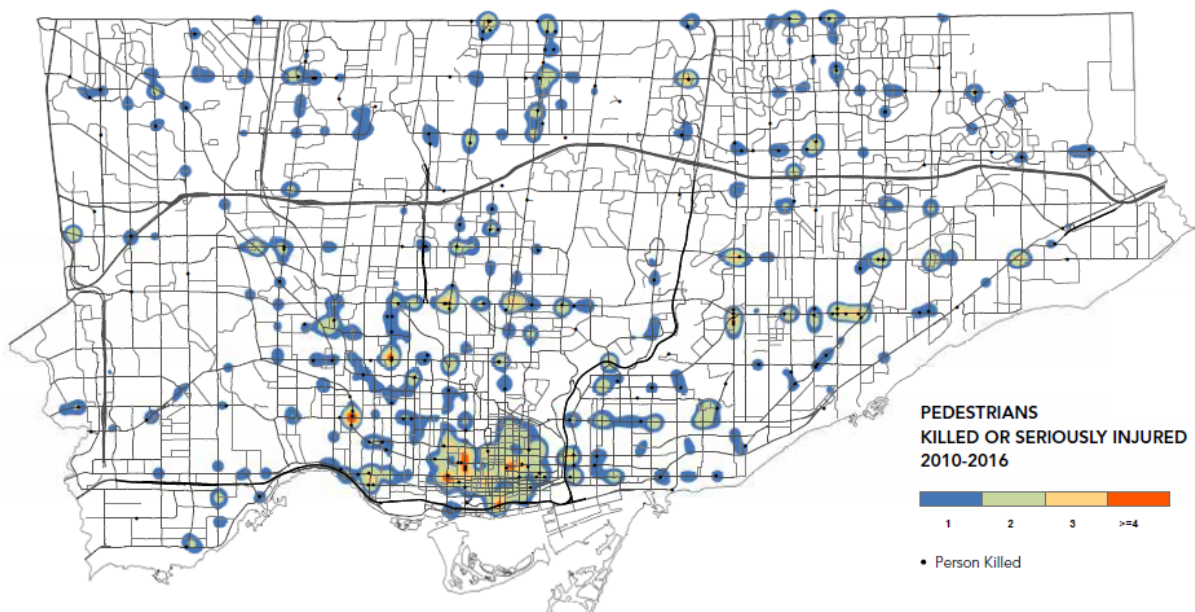 PEDESTRIANS
KILLED OR SERIOUSLY INJURED
2010-2016
1 2 3 >=4
• Person Killed